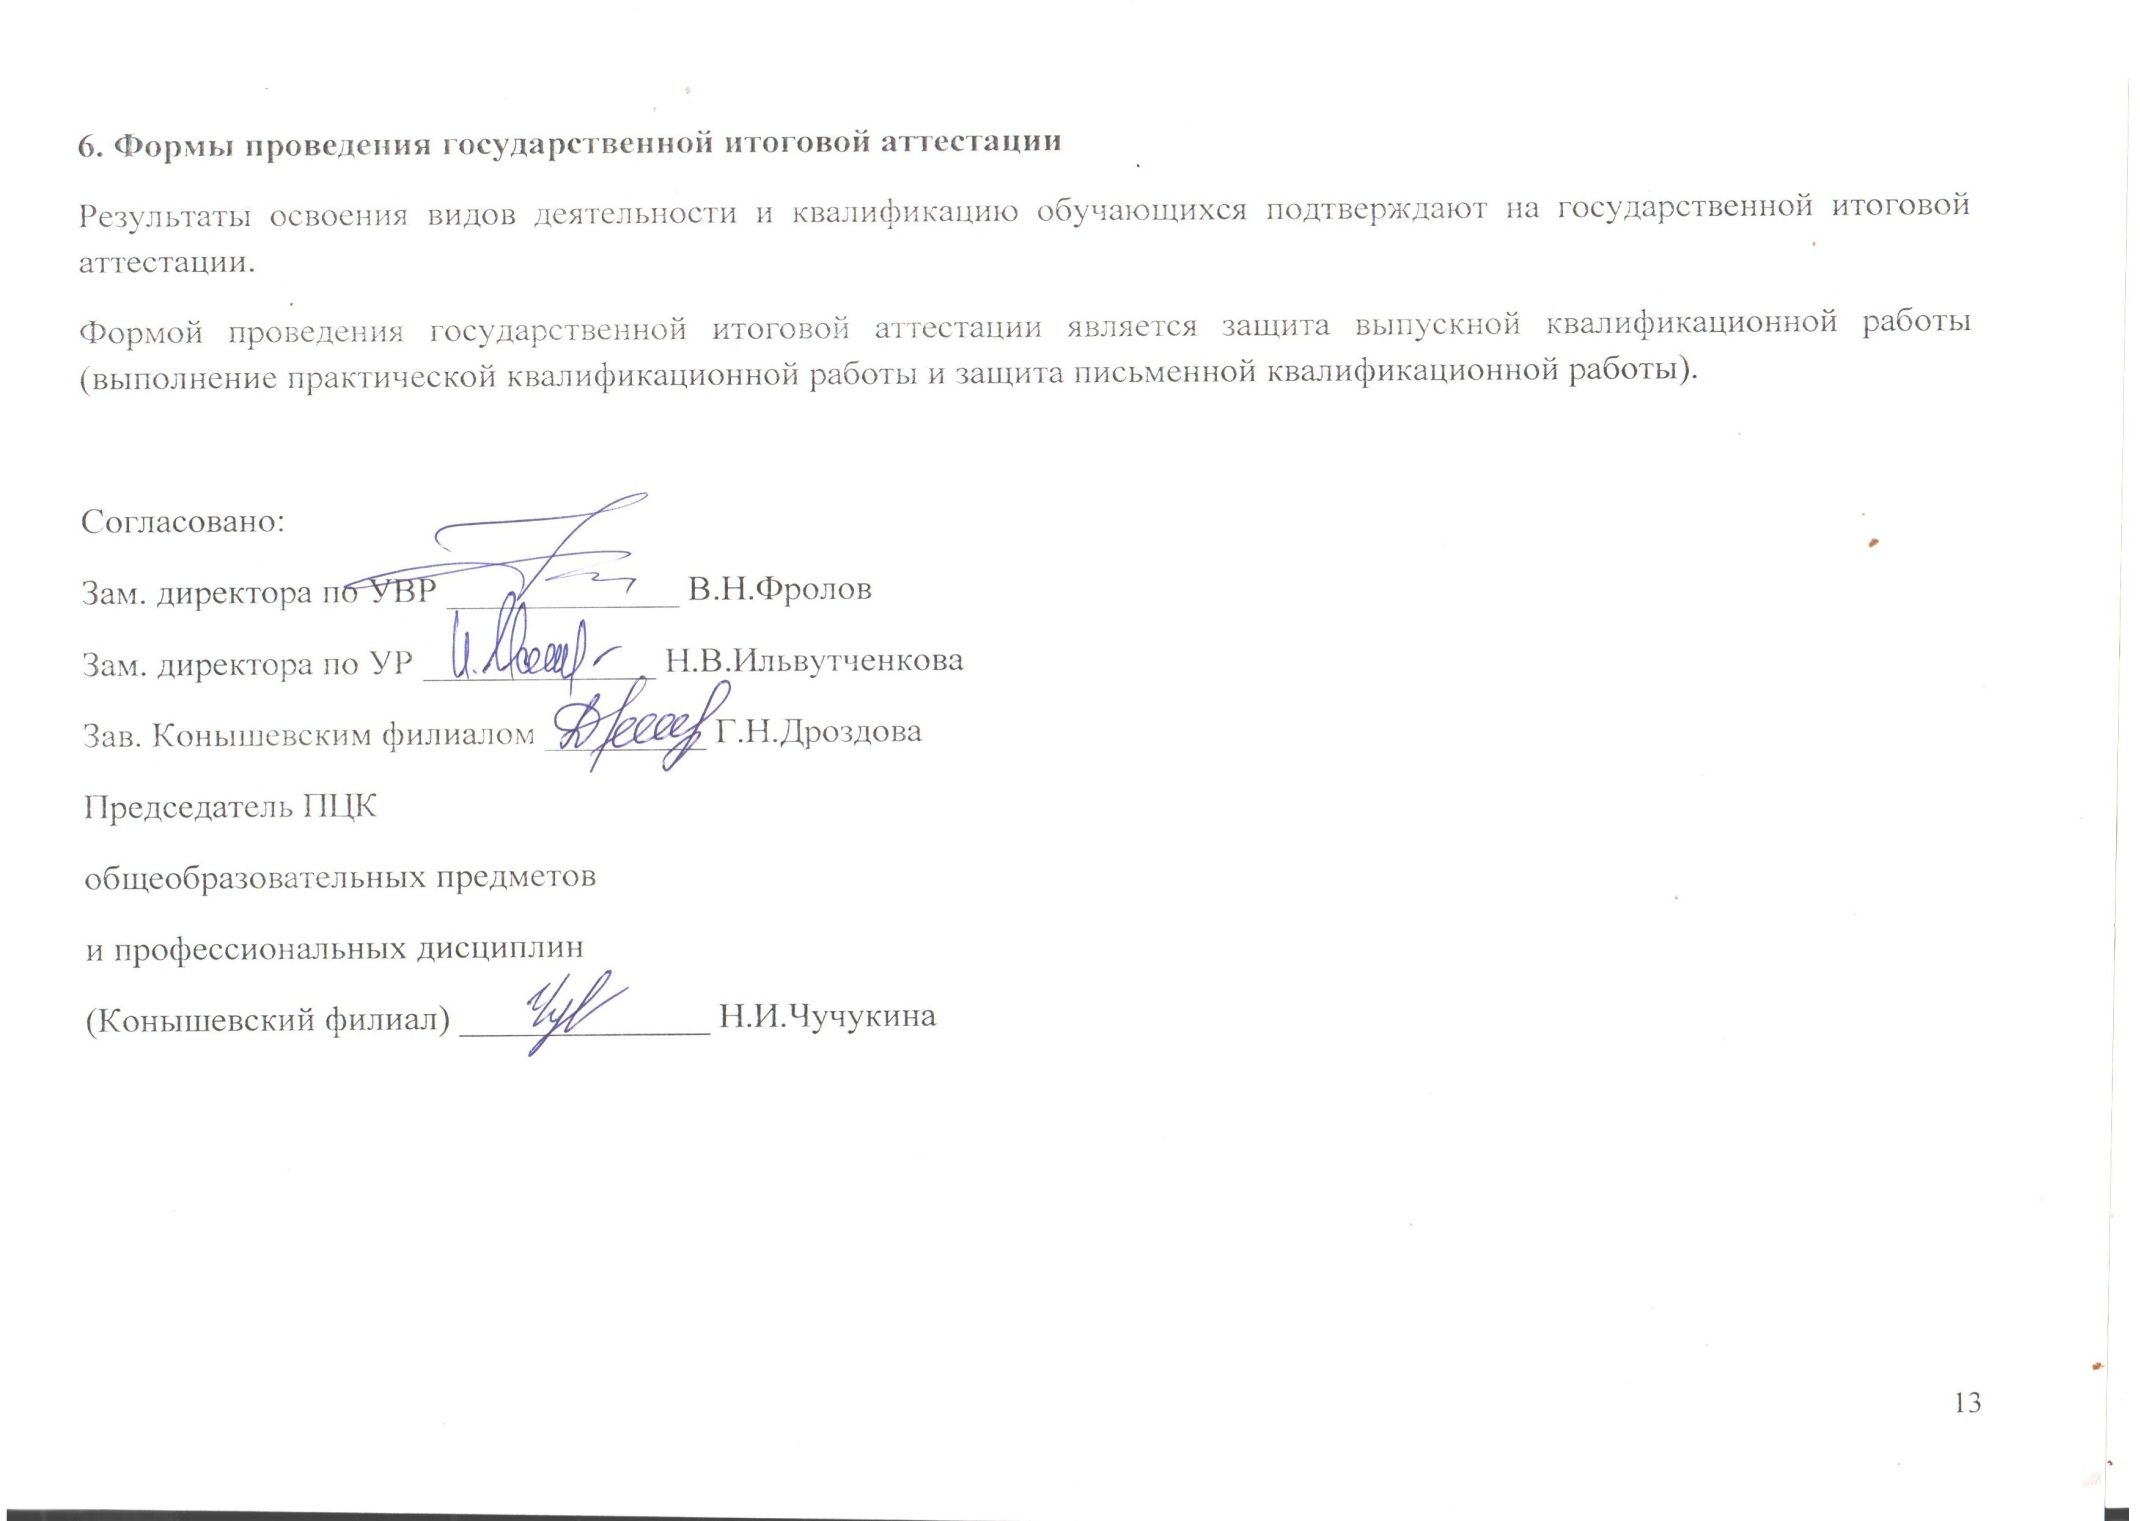 6. Формы проведения государственной итоговой аттестации
Результаты освоения видов деятельности и квалификацию обучающихся подтверждают на государственной итоговой
аттестации.
Формой проведения государственной итоговой аттестации является защита выпускной квалификационной работы
(выполнение практической квалификационной работы и защита письменной квалификационной работы).
Согласовано:
Зам. директора по УВР ______________ В.Н.Фролов
Зам. директора по УР ______________ Н.В.Ильвутченкова
Зав. Конышевским филиалом __________ Г.Н.Дроздова
Председатель ПЦК
общеобразовательных предметов
и профессиональных дисциплин
(Конышевский филиал) _______________ Н.И.Чучукина
13